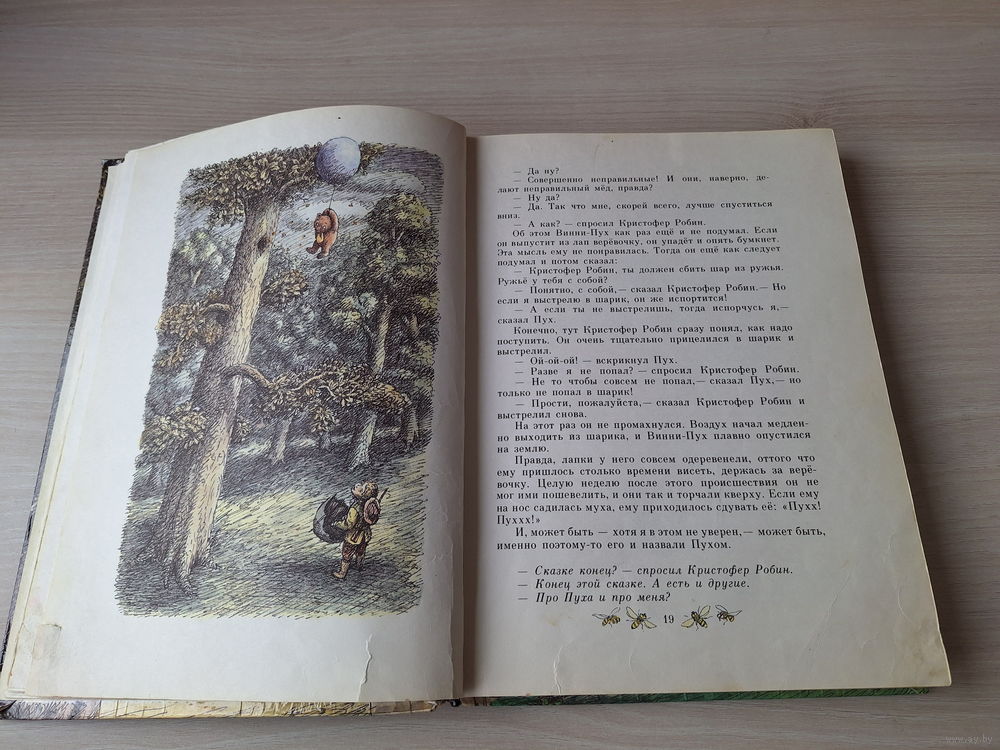 — Да ну?
— Совершенно неправильные! И они, наверно, де-
лают неправильный мёд, правда?
— Ну да?
— Да. Так что мне, скорей всего, лучше спуститься
вниз.
— А как? — спросил Кристофер Робин.
Об этом Винни-Пух как раз ещё и не подумал. Если
он выпустит из лап верёвочку, он упадёт и опять бумкнет.
Эта мысль ему не понравилась. Тогда он ещё как следует
подумал и потом сказал:
— Кристофер Робин, ты должен сбить шар из ружья.
Ружьё у тебя с собой?
— Понятно, с собой,— сказал Кристофер Робин.— Но
если я выстрелю в шарик, он же испортится!
— А если ты не выстрелишь, тогда испорчусь я,—
сказал Пух.
Конечно, тут Кристофер Робин сразу понял, как надо
поступить. Он очень тщательно прицелился в шарик и
выстрелил.
— Ой-ой-ой! — вскрикнул Пух.
— Разве я не попал? — спросил Кристофер Робин.
— Не то чтобы совсем не попал,— сказал Пух,— но
только не попал в шарик!
— Прости, пожалуйста,— сказал Кристофер Робин и
выстрелил снова.
На этот раз он не промахнулся. Воздух начал медлен-
но выходить из шарика, и Винни-Пух плавно опустился
на землю.
Правда, лапки у него совсем одеревенели, оттого что
ему пришлось столько времени висеть, держась за верё-
вочку. Целую неделю после этого происшествия он не
мог ими пошевелить, и они так и торчали кверху. Если ему
на нос садилась муха, ему приходилось сдувать её: «Пухх!
Пуххх!»
И, может быть — хотя я в этом не уверен,— может быть,
именно поэтому-то его и назвали Пухом.
— Сказке конец? — спросил Кристофер Робин.
— Конец этой сказке. А есть и другие.
— Про Пуха и про меня?
19
www.ay.by